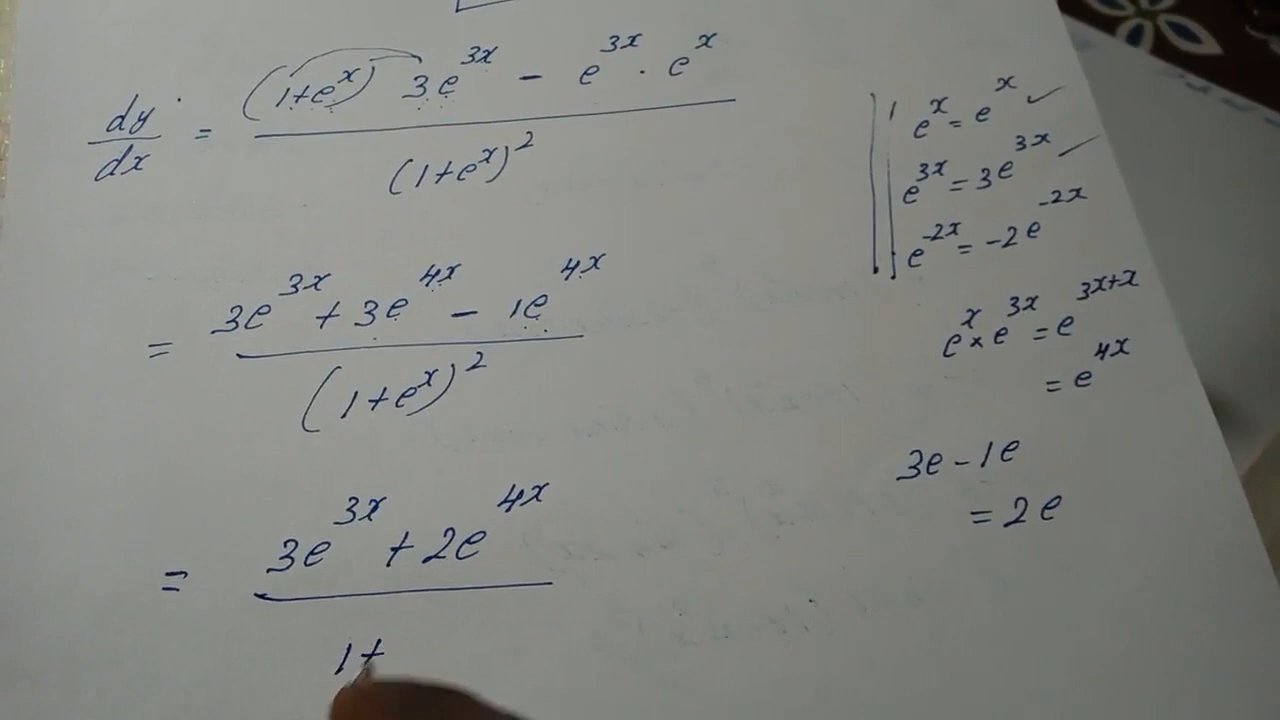 dy/dx = ((1+e^x) 3e^{3x} - e^{3x} · e^x) / (1+e^x)^2
= (3e^{3x} + 3e^{4x} - 1e^{4x}) / (1+e^x)^2
= (3e^{3x} + 2e^{4x}) / 1+
e^x = e^x ✓
e^{3x} = 3e^{3x} ✓
e^{-2x} = -2e^{-2x}
e^x × e^{3x} = e^{3x+x}
= e^{4x}
3e - 1e
= 2e